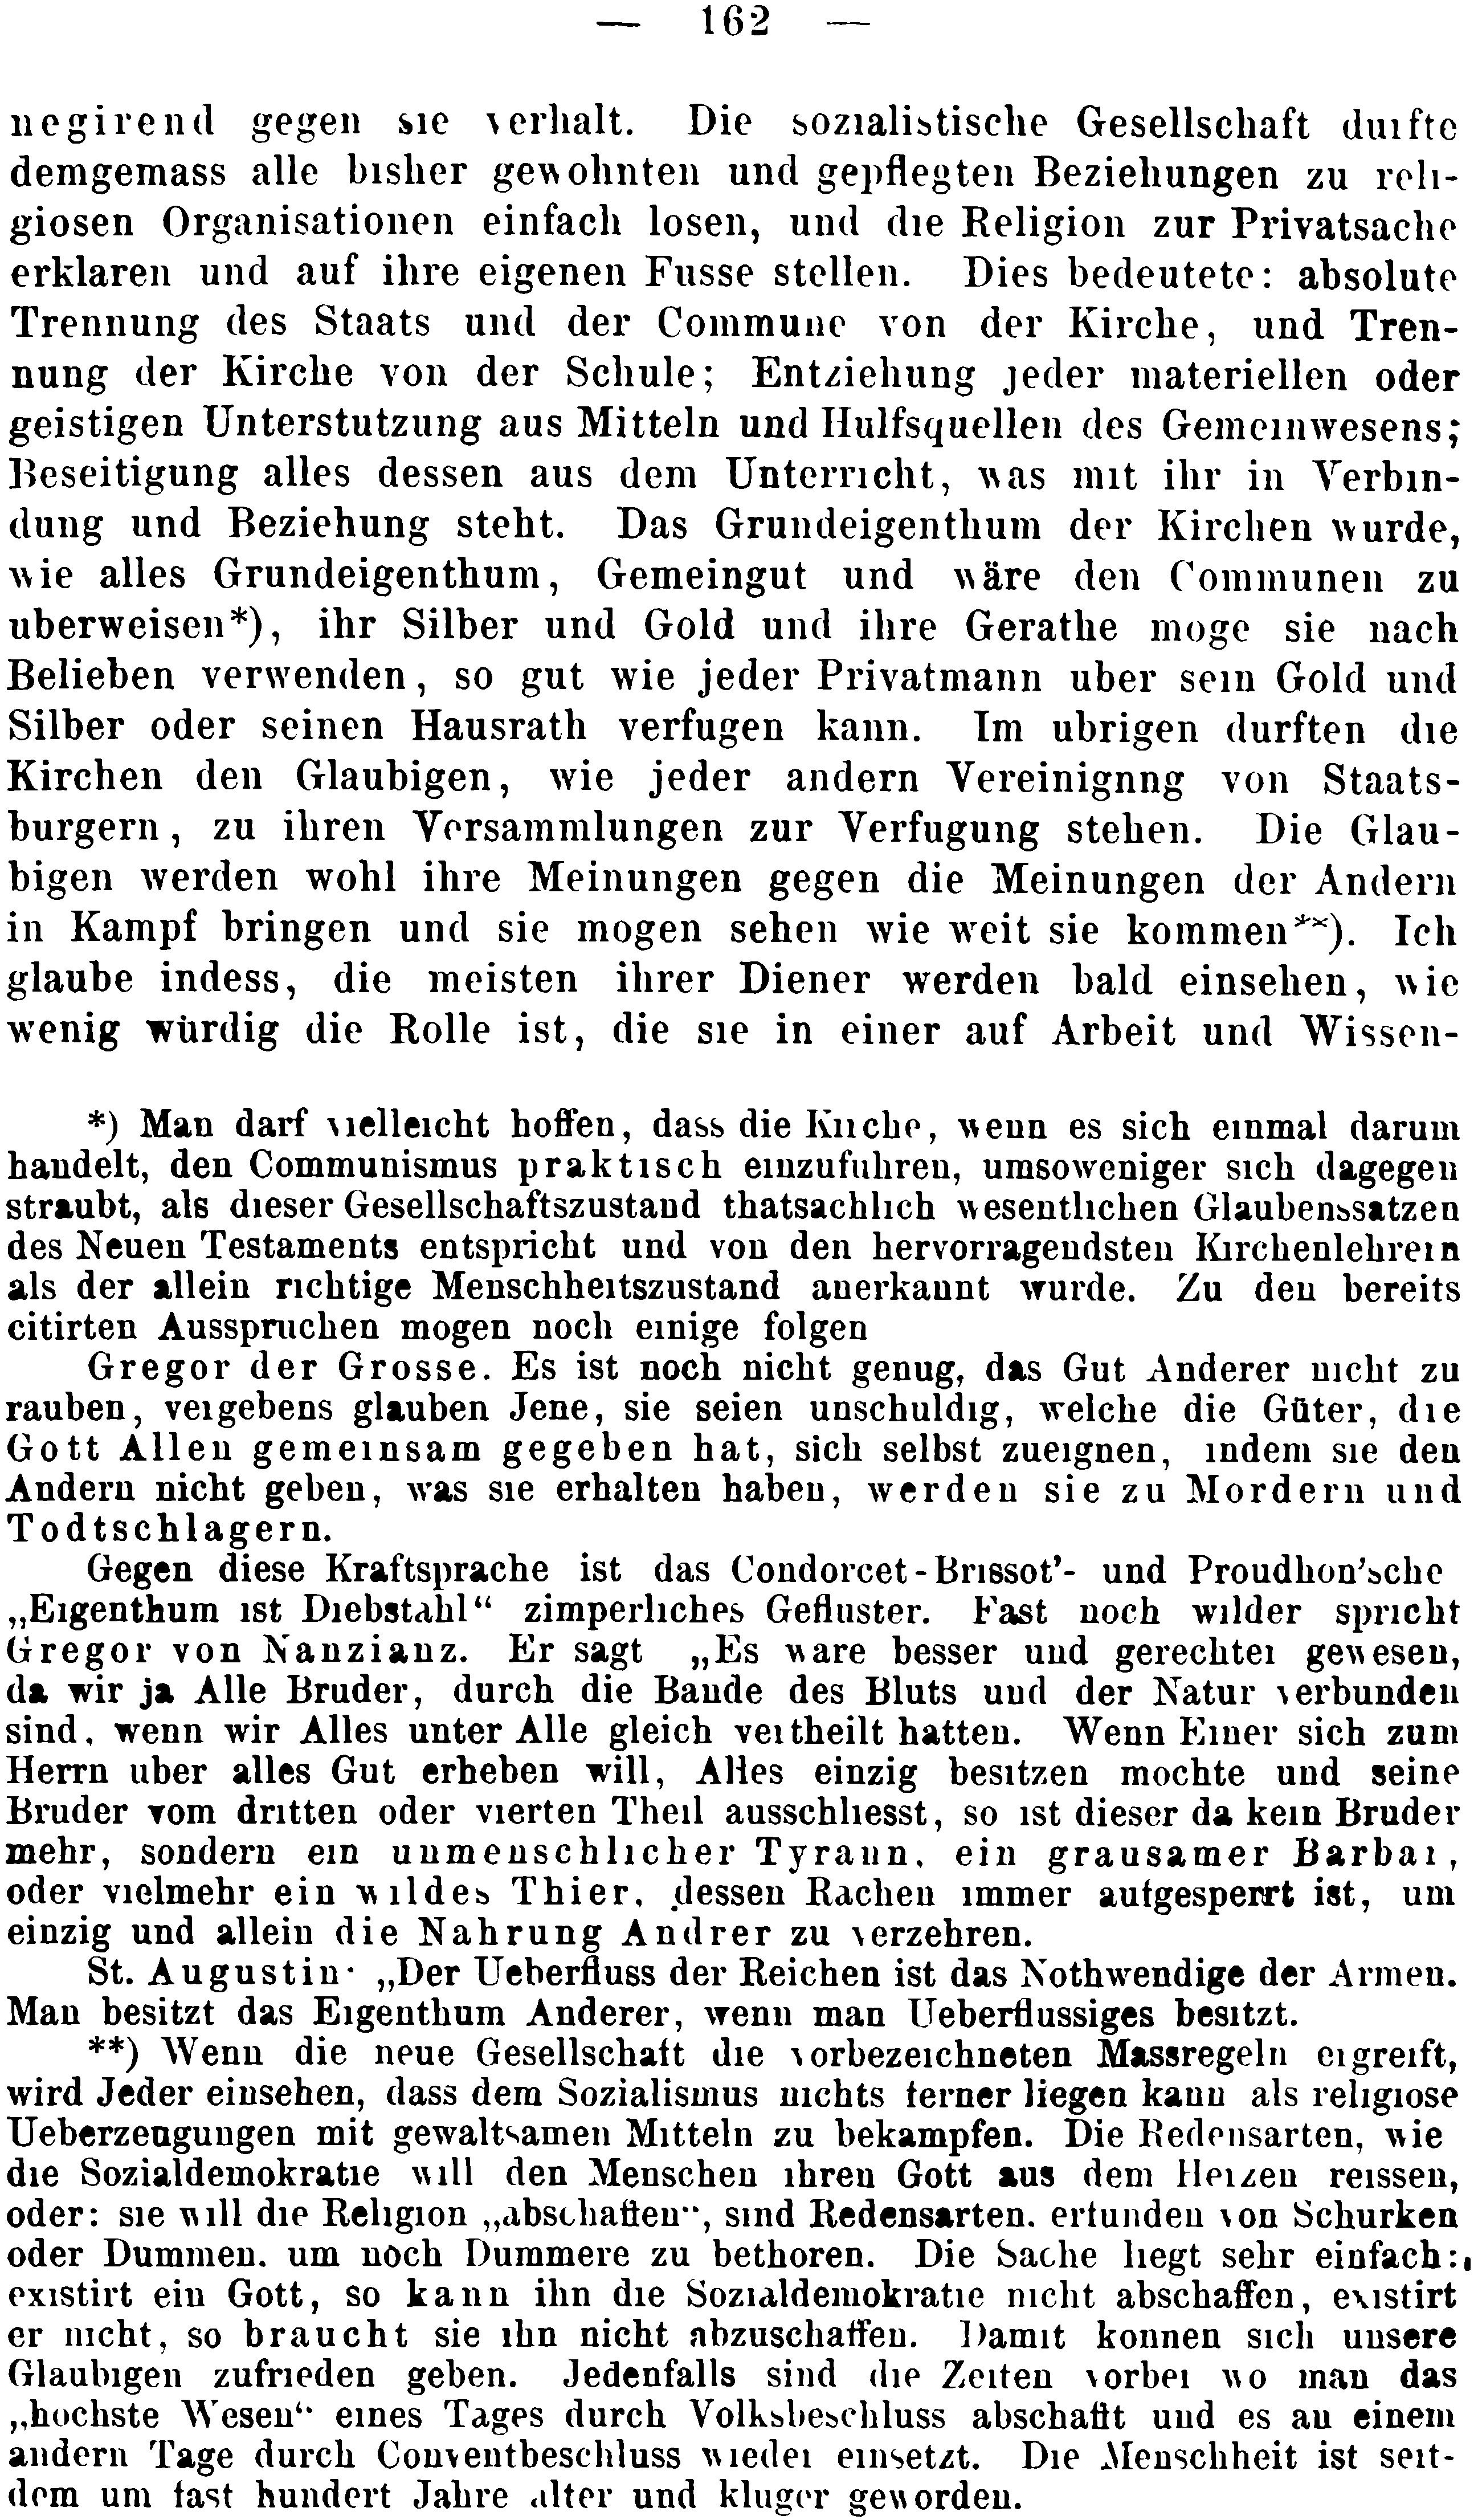 — 162 —
negirend gegen sie verhalt. Die sozialistische Gesellschaft durfte
demgemass alle bisher gewohnten und gepflegten Beziehungen zu reli-
giosen Organisationen einfach losen, und die Religion zur Privatsache
erklaren und auf ihre eigenen Fusse stellen. Dies bedeutete: absolute
Trennung des Staats und der Commune von der Kirche, und Tren-
nung der Kirche von der Schule; Entziehung jeder materiellen oder
geistigen Unterstutzung aus Mitteln und Hulfsquellen des Gemeinwesens;
Beseitigung alles dessen aus dem Unterricht, was mit ihr in Verbin-
dung und Beziehung steht. Das Grundeigenthum der Kirchen wurde,
wie alles Grundeigenthum, Gemeingut und wäre den Communen zu
uberweisen*), ihr Silber und Gold und ihre Gerathe moge sie nach
Belieben verwenden, so gut wie jeder Privatmann uber sein Gold und
Silber oder seinen Hausrath verfugen kann. Im ubrigen durften die
Kirchen den Glaubigen, wie jeder andern Vereinignng von Staats-
burgern, zu ihren Versammlungen zur Verfugung stehen. Die Glau-
bigen werden wohl ihre Meinungen gegen die Meinungen der Andern
in Kampf bringen und sie mogen sehen wie weit sie kommen**). Ich
glaube indess, die meisten ihrer Diener werden bald einsehen, wie
wenig würdig die Rolle ist, die sie in einer auf Arbeit und Wissen-
*) Man darf vielleicht hoffen, dass die Kirche, wenn es sich einmal darum
handelt, den Communismus praktisch einzufuhren, umsoweniger sich dagegen
straubt, als dieser Gesellschaftszustand thatsachlich wesentlichen Glaubenssatzen
des Neuen Testaments entspricht und von den hervorragendsten Kirchenlehrern
als der allein richtige Menschheitszustand anerkannt wurde. Zu den bereits
citirten Ausspruchen mogen noch einige folgen
Gregor der Grosse. Es ist noch nicht genug, das Gut Anderer nicht zu
rauben, vergebens glauben Jene, sie seien unschuldig, welche die Güter, die
Gott Allen gemeinsam gegeben hat, sich selbst zueignen, indem sie den
Andern nicht geben, was sie erhalten haben, werden sie zu Mordern und
Todtschlagern.
Gegen diese Kraftsprache ist das Condorcet-Brissot'- und Proudhon'sche
„Eigenthum ist Diebstahl“ zimperliches Gefluster. Fast noch wilder spricht
Gregor von Nanzianz. Er sagt „Es ware besser und gerechter gewesen,
da wir ja Alle Bruder, durch die Bande des Bluts und der Natur verbunden
sind, wenn wir Alles unter Alle gleich vertheilt hatten. Wenn Einer sich zum
Herrn uber alles Gut erheben will, Alles einzig besitzen mochte und seine
Bruder vom dritten oder vierten Theil ausschliesst, so ist dieser da kein Bruder
mehr, sondern ein unmenschlicher Tyrann, ein grausamer Barbar,
oder vielmehr ein wildes Thier, dessen Rachen immer aufgesperrt ist, um
einzig und allein die Nahrung Andrer zu verzehren.
St. Augustin· „Der Ueberfluss der Reichen ist das Nothwendige der Armen.
Man besitzt das Eigenthum Anderer, wenn man Ueberflussiges besitzt.
**) Wenn die neue Gesellschaft die vorbezeichneten Massregeln ergreift,
wird Jeder einsehen, dass dem Sozialismus nichts ferner liegen kann als religiose
Ueberzeugungen mit gewaltsamen Mitteln zu bekampfen. Die Redensarten, wie
die Sozialdemokratie will den Menschen ihren Gott aus dem Herzen reissen,
oder: sie will die Religion „abschaffen“, sind Redensarten, erfunden von Schurken
oder Dummen, um noch Dummere zu bethoren. Die Sache liegt sehr einfach:
existirt ein Gott, so kann ihn die Sozialdemokratie nicht abschaffen, existirt
er nicht, so braucht sie ihn nicht abzuschaffen. Damit konnen sich unsere
Glaubigen zufrieden geben. Jedenfalls sind die Zeiten vorbei wo man das
„hochste Wesen“ eines Tages durch Volksbeschluss abschafft und es an einem
andern Tage durch Conventbeschluss wieder einsetzt. Die Menschheit ist seit-
dem um fast hundert Jahre alter und kluger geworden.